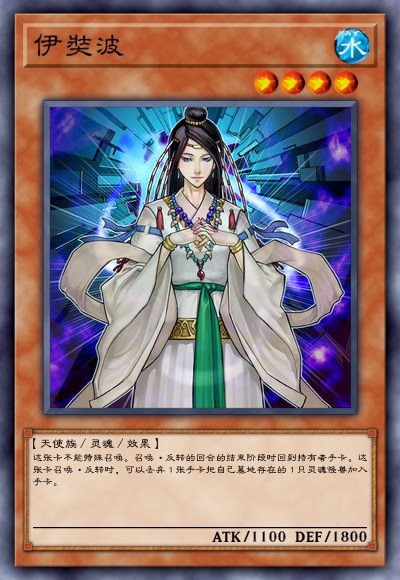 伊奘波
水
【天使族／灵魂／效果】
这张卡不能特殊召唤。召唤·反转的回合的结束阶段时回到持有者手卡。这
张卡召唤·反转时，可以丢弃1张手卡把自己墓地存在的1只灵魂怪兽加入
手卡。
ATK/1100 DEF/1800